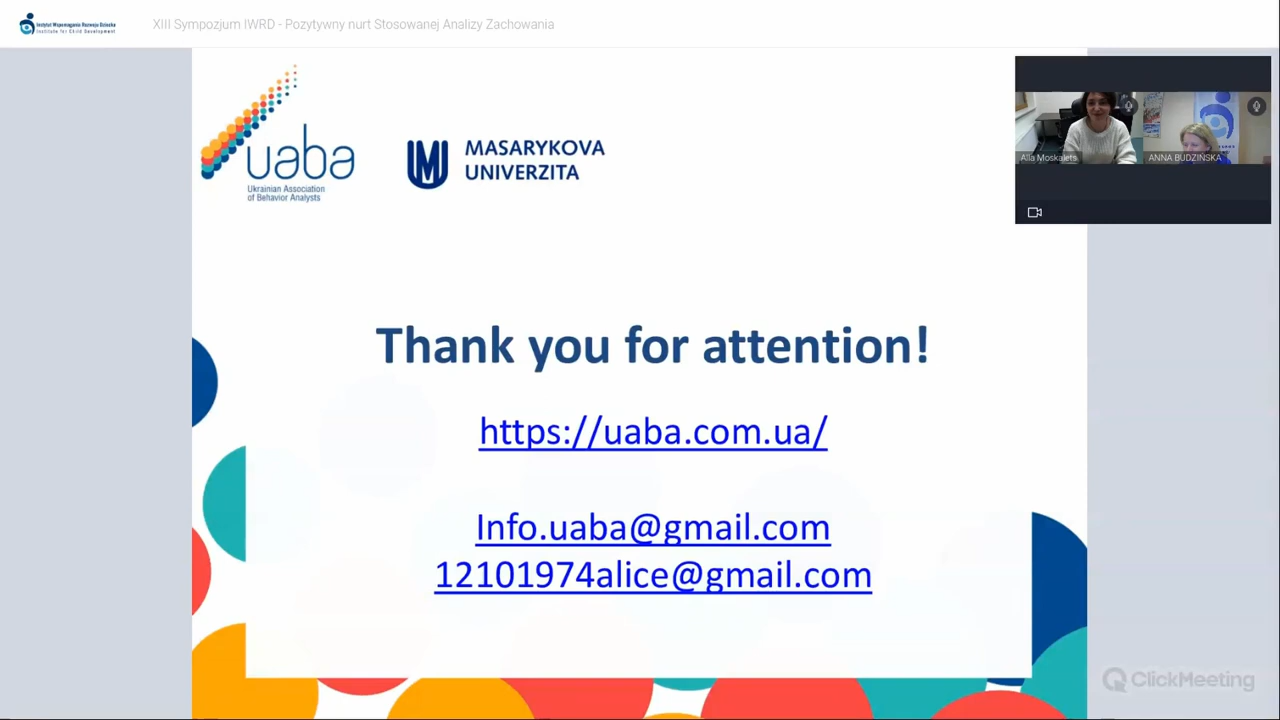 Instytut Wspomagania Rozwoju Dziecka
Institute for Child Development
XIII Sympozjum IWRD - Pozytywny nurt Stosowanej Analizy Zachowania
uaba
Ukrainian Association
of Behavior Analysts
MASARYKOVA
UNIVERZITA
Alla Moskalets
ANNA BUDZIŃSKA
Thank you for attention!
https://uaba.com.ua/
Info.uaba@gmail.com
12101974alice@gmail.com
ClickMeeting